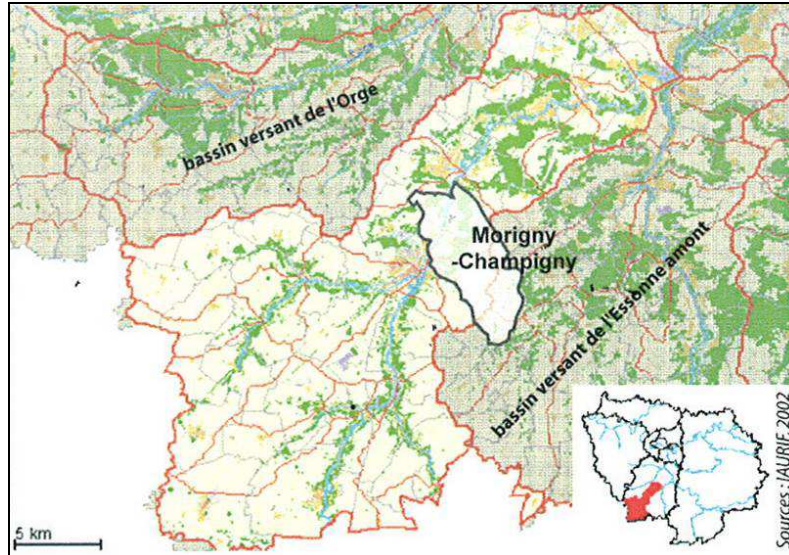 bassin versant de l'Orge
Morigny
-Champigny
bassin versant de l'Essonne amont
5 km
Sources : IAURIF 2002